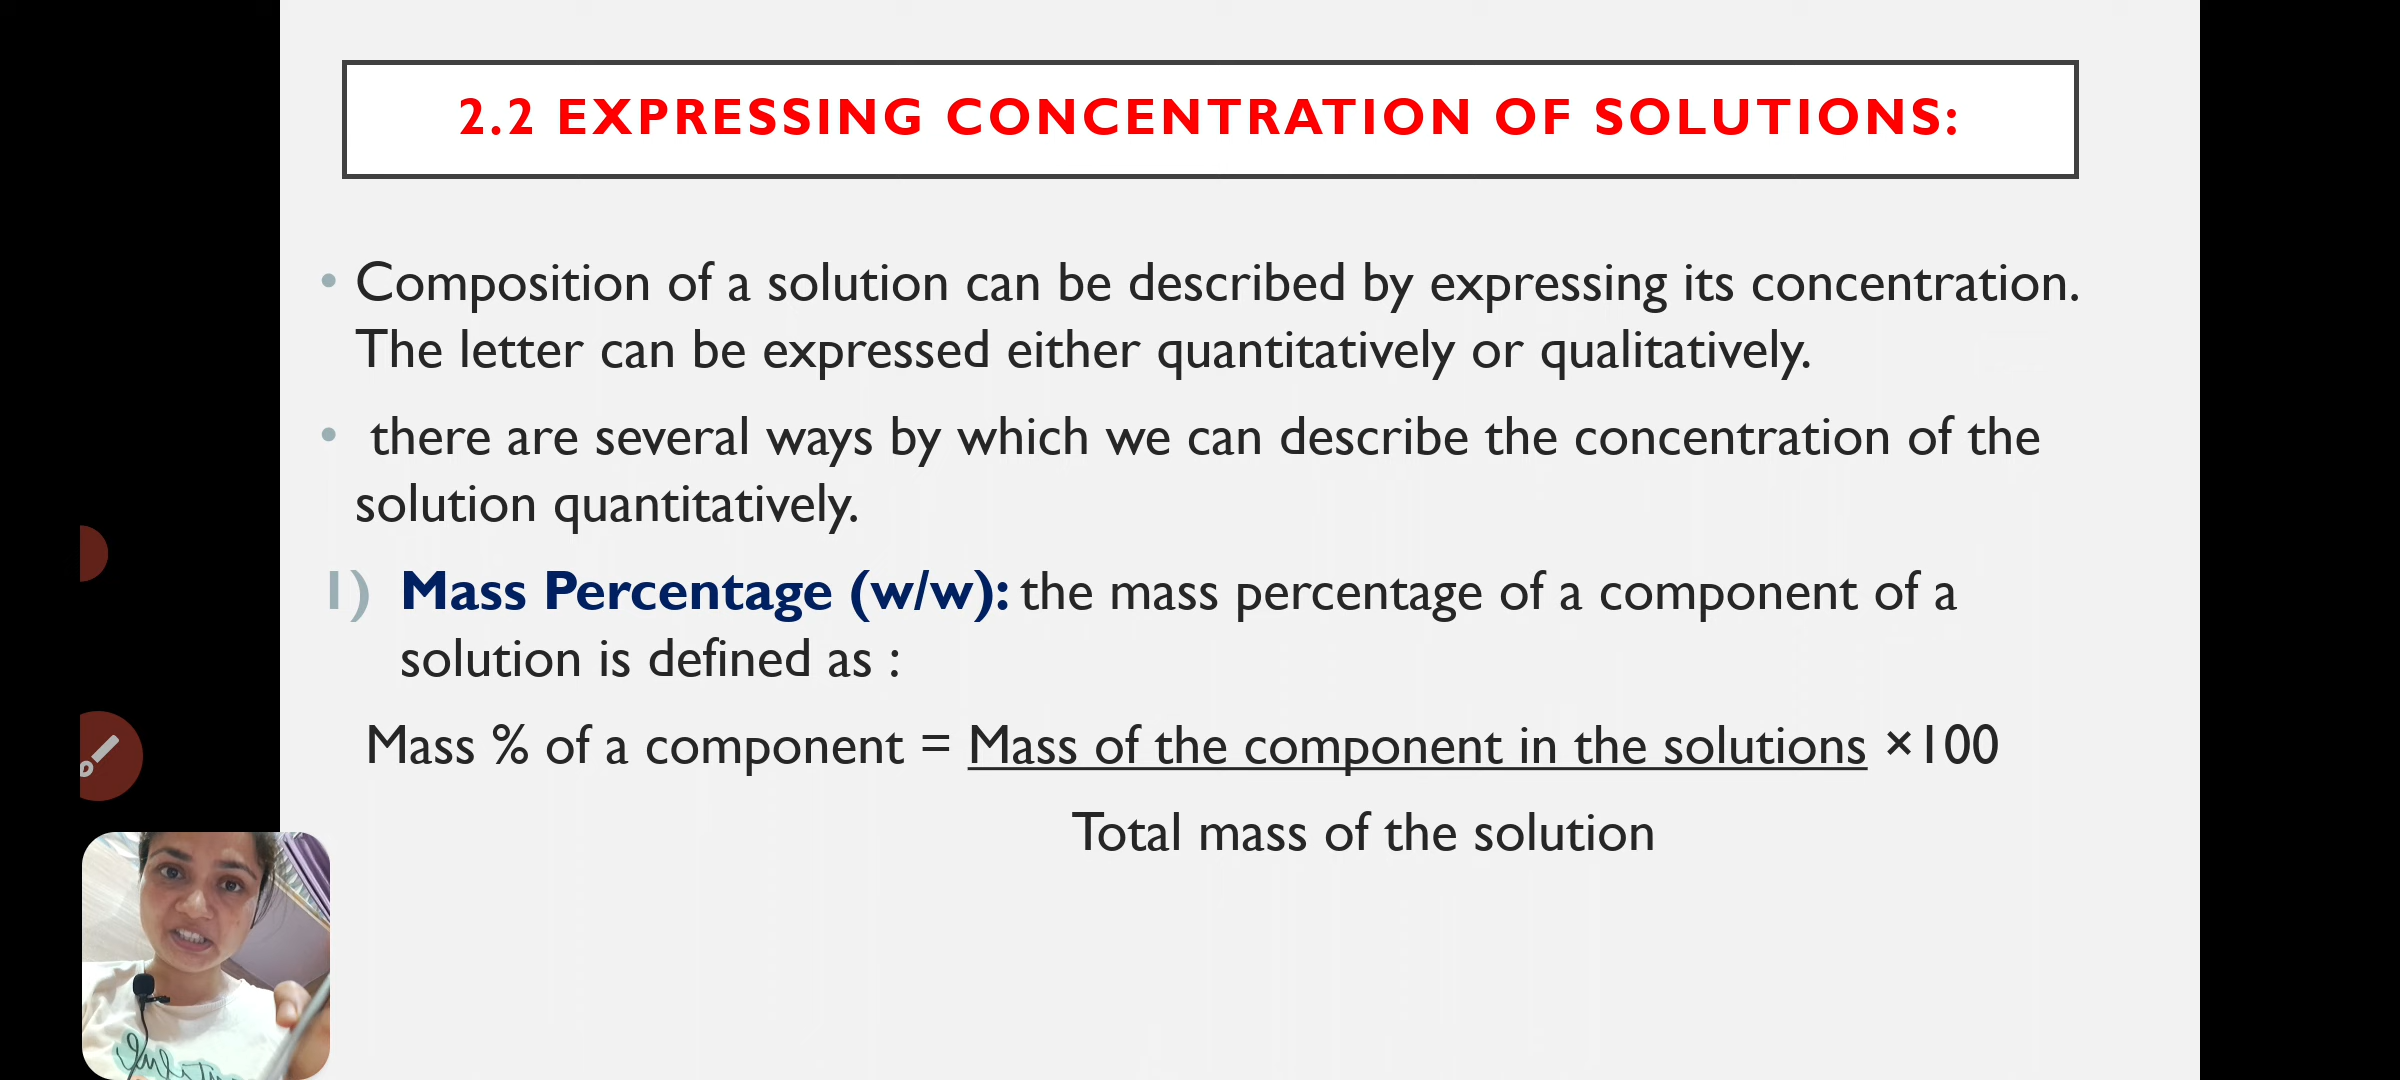 2.2 EXPRESSING CONCENTRATION OF SOLUTIONS:
• Composition of a solution can be described by expressing its concentration.
The letter can be expressed either quantitatively or qualitatively.
• there are several ways by which we can describe the concentration of the
solution quantitatively.
1) Mass Percentage (w/w): the mass percentage of a component of a
solution is defined as :
Mass % of a component = Mass of the component in the solutions ×100
Total mass of the solution